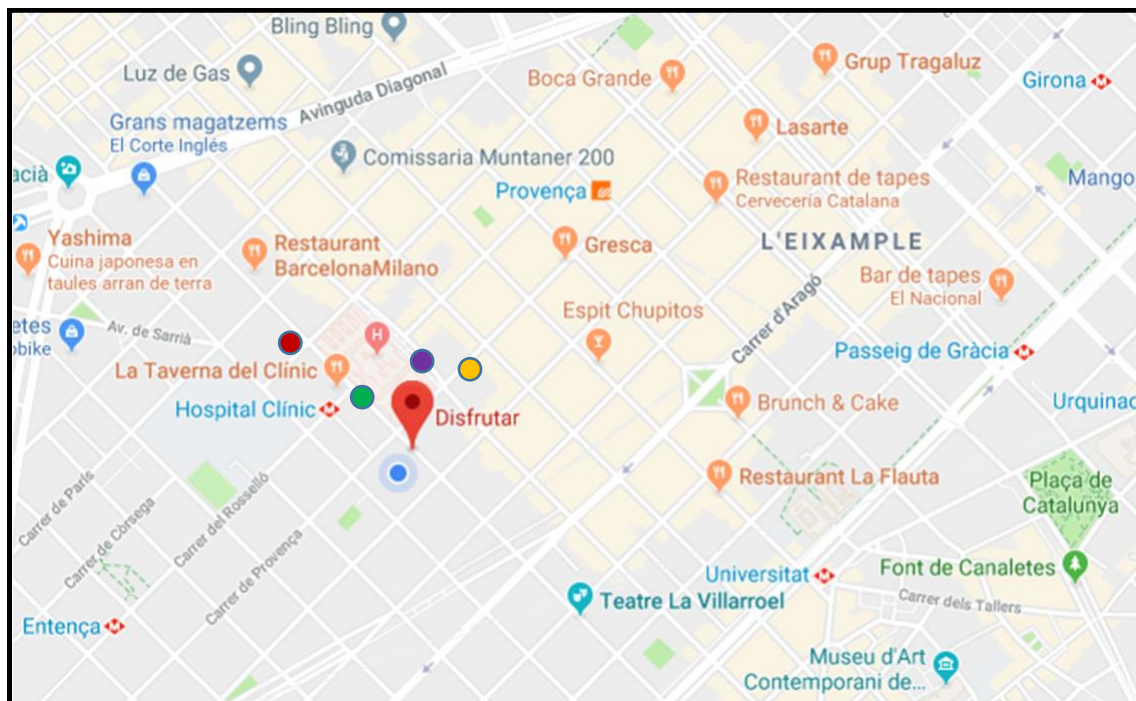 Bling Bling
Luz de Gas
Avinguda Diagonal
Boca Grande
Grup Tragaluz
Girona
Grans magatzems
El Corte Inglés
Lasarte
Comissaria Muntaner 200
acià
Provença
Restaurant de tapes
Cervecería Catalana
Mango
Yashima
Cuina japonesa en
taules arran de terra
Restaurant
BarcelonaMilano
Gresca
L'EIXAMPLE
Bar de tapes
El Nacional
Espit Chupitos
Carrer d'Aragó
etes
obike
Av. de Sarrià
H
Passeig de Gràcia
La Taverna del Clínic
Hospital Clínic
Disfrutar
Brunch & Cake
Urquinac
Restaurant La Flauta
Plaça de
Catalunya
Carrer de París
Carrer de Còrsega
Carrer del Rosselló
Carrer de Provença
Universitat
Font de Canaletes
Carrer dels Tallers
Teatre La Villarroel
Entença
Museu d'Art
Contemporani de...